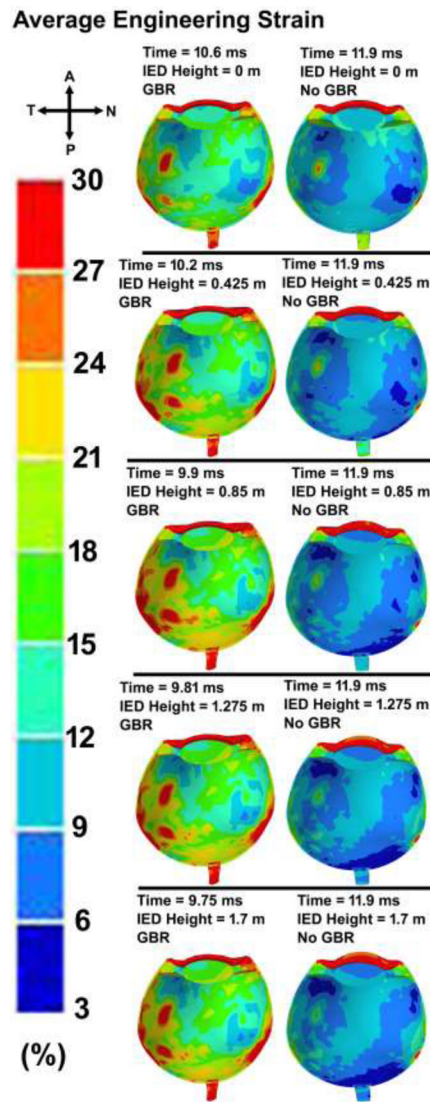 Average Engineering Strain
Time = 10.6 ms
IED Height = 0 m
GBR
Time = 11.9 ms
IED Height = 0 m
No GBR
A
T
N
P
30
27
24
21
18
15
12
9
6
3
(%)
Time = 10.2 ms
IED Height = 0.425 m
GBR
Time = 11.9 ms
IED Height = 0.425 m
No GBR
Time = 9.9 ms
IED Height = 0.85 m
GBR
Time = 11.9 ms
IED Height = 0.85 m
No GBR
Time = 9.81 ms
IED Height = 1.275 m
GBR
Time = 11.9 ms
IED Height = 1.275 m
No GBR
Time = 9.75 ms
IED Height = 1.7 m
GBR
Time = 11.9 ms
IED Height = 1.7 m
No GBR